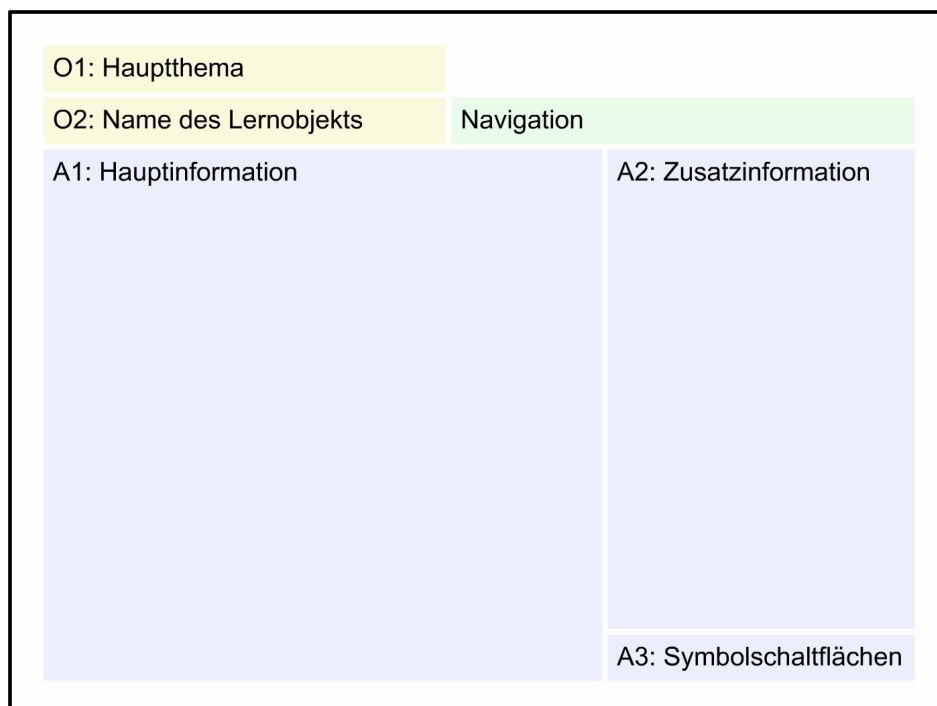 O1: Hauptthema
O2: Name des Lernobjekts
Navigation
A1: Hauptinformation
A2: Zusatzinformation
A3: Symbolschaltflächen